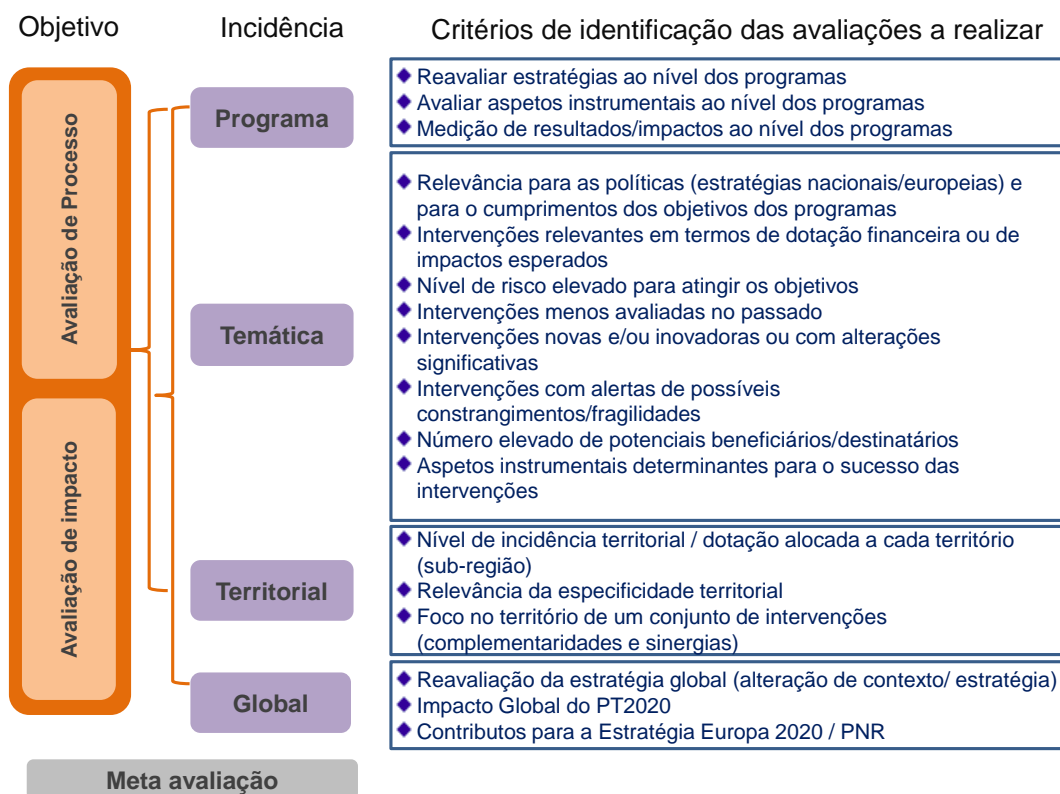 Objetivo
Incidência
Critérios de identificação das avaliações a realizar
Avaliação de Processo
Avaliação de impacto
Programa
Reavaliar estratégias ao nível dos programas
Avaliar aspetos instrumentais ao nível dos programas
Medição de resultados/impactos ao nível dos programas
Temática
Relevância para as políticas (estratégias nacionais/europeias) e
para o cumprimentos dos objetivos dos programas
Intervenções relevantes em termos de dotação financeira ou de
impactos esperados
Nível de risco elevado para atingir os objetivos
Intervenções menos avaliadas no passado
Intervenções novas e/ou inovadoras ou com alterações
significativas
Intervenções com alertas de possíveis
constrangimentos/fragilidades
Número elevado de potenciais beneficiários/destinatários
Aspetos instrumentais determinantes para o sucesso das
intervenções
Territorial
Nível de incidência territorial / dotação alocada a cada território
(sub-região)
Relevância da especificidade territorial
Foco no território de um conjunto de intervenções
(complementaridades e sinergias)
Global
Reavaliação da estratégia global (alteração de contexto/ estratégia)
Impacto Global do PT2020
Contributos para a Estratégia Europa 2020 / PNR
Meta avaliação